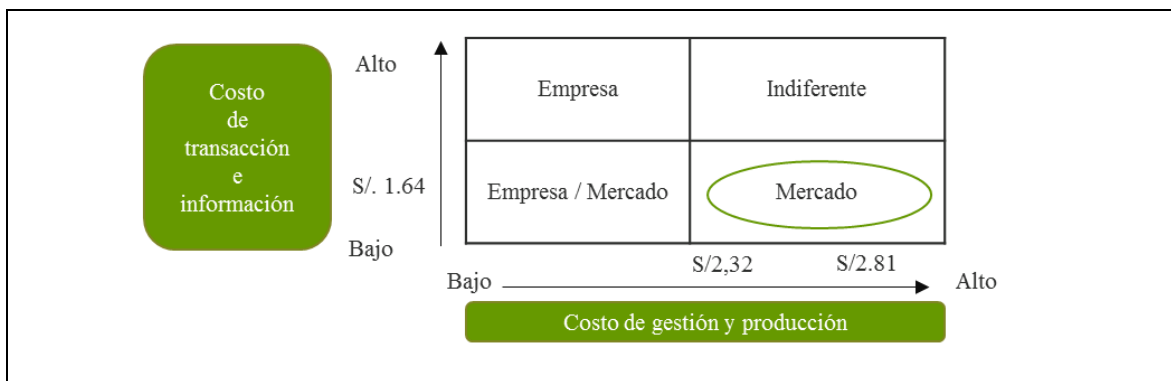 Costo
de
transacción
e
información
Alto
S/. 1.64
Bajo
Empresa
Indiferente
Empresa / Mercado
Mercado
S/2,32
S/2.81
Bajo
Alto
Costo de gestión y producción